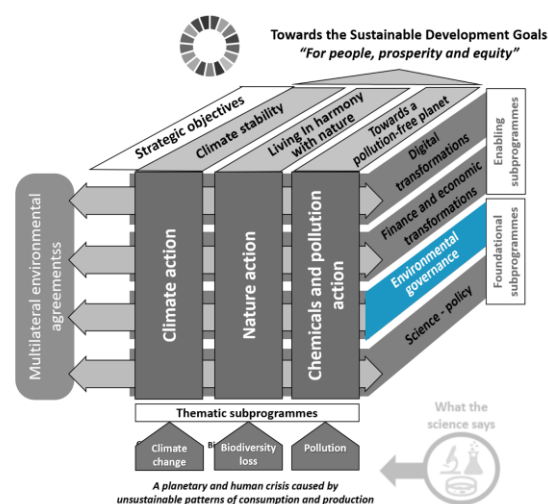 Towards the Sustainable Development Goals
"For people, prosperity and equity"
Strategic objectives
Climate stability
Living In harmony
with nature
Towards a
pollution-free planet
Digital
transformations
Finance and economic
transformations
Environmental
governance
Science - policy
Enabling
subprogrammes
Foundational
subprogrammes
Multilateral environmental
agreementss
Climate action
Nature action
Chemicals and pollution
action
Thematic subprogrammes
Climate
change
Biodiversity
loss
Pollution
What the
science says
A planetary and human crisis caused by
unsustainable patterns of consumption and production